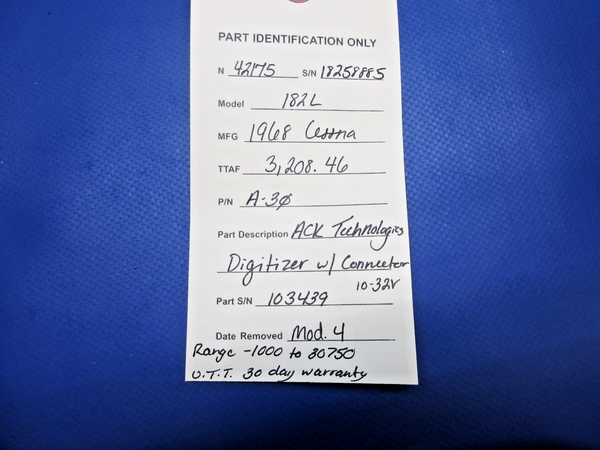 PART IDENTIFICATION ONLY
N 42175 S/N 18258885
Model 182L
MFG 1968 Cessna
TTAF 3,208.46
P/N A-30
Part Description ACK Technologies
Digitizer w/ Connector
10-32V
Part S/N 103439
Date Removed Mod. 4
Range -1000 to 30750
U.T.T. 30 day warranty